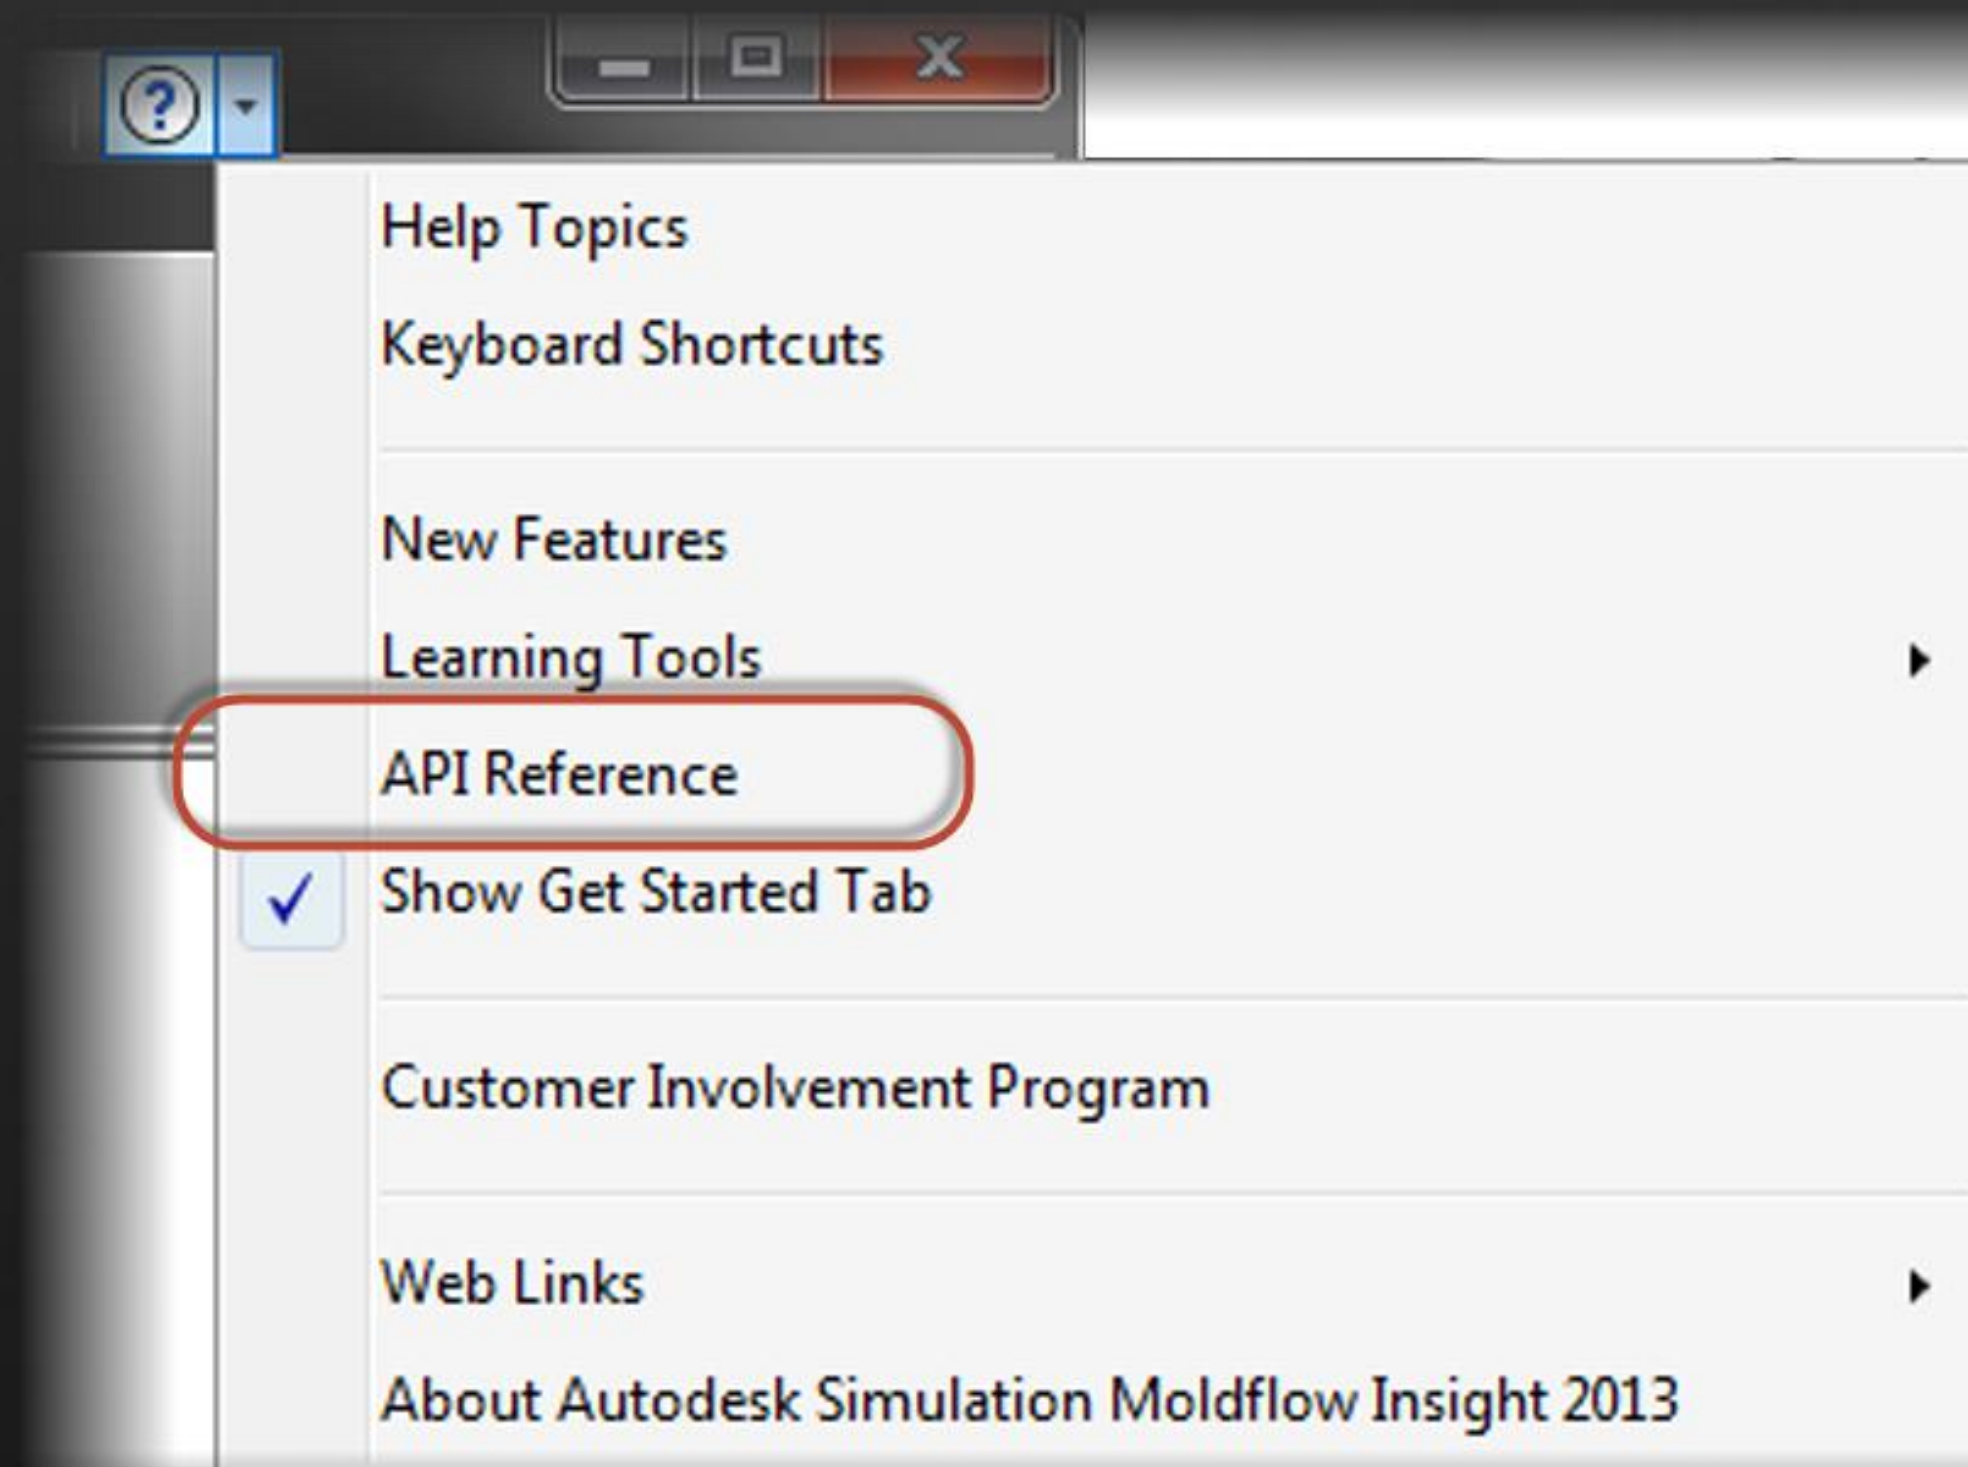 ?
Help Topics
Keyboard Shortcuts
New Features
Learning Tools
API Reference
Show Get Started Tab
Customer Involvement Program
Web Links
About Autodesk Simulation Moldflow Insight 2013